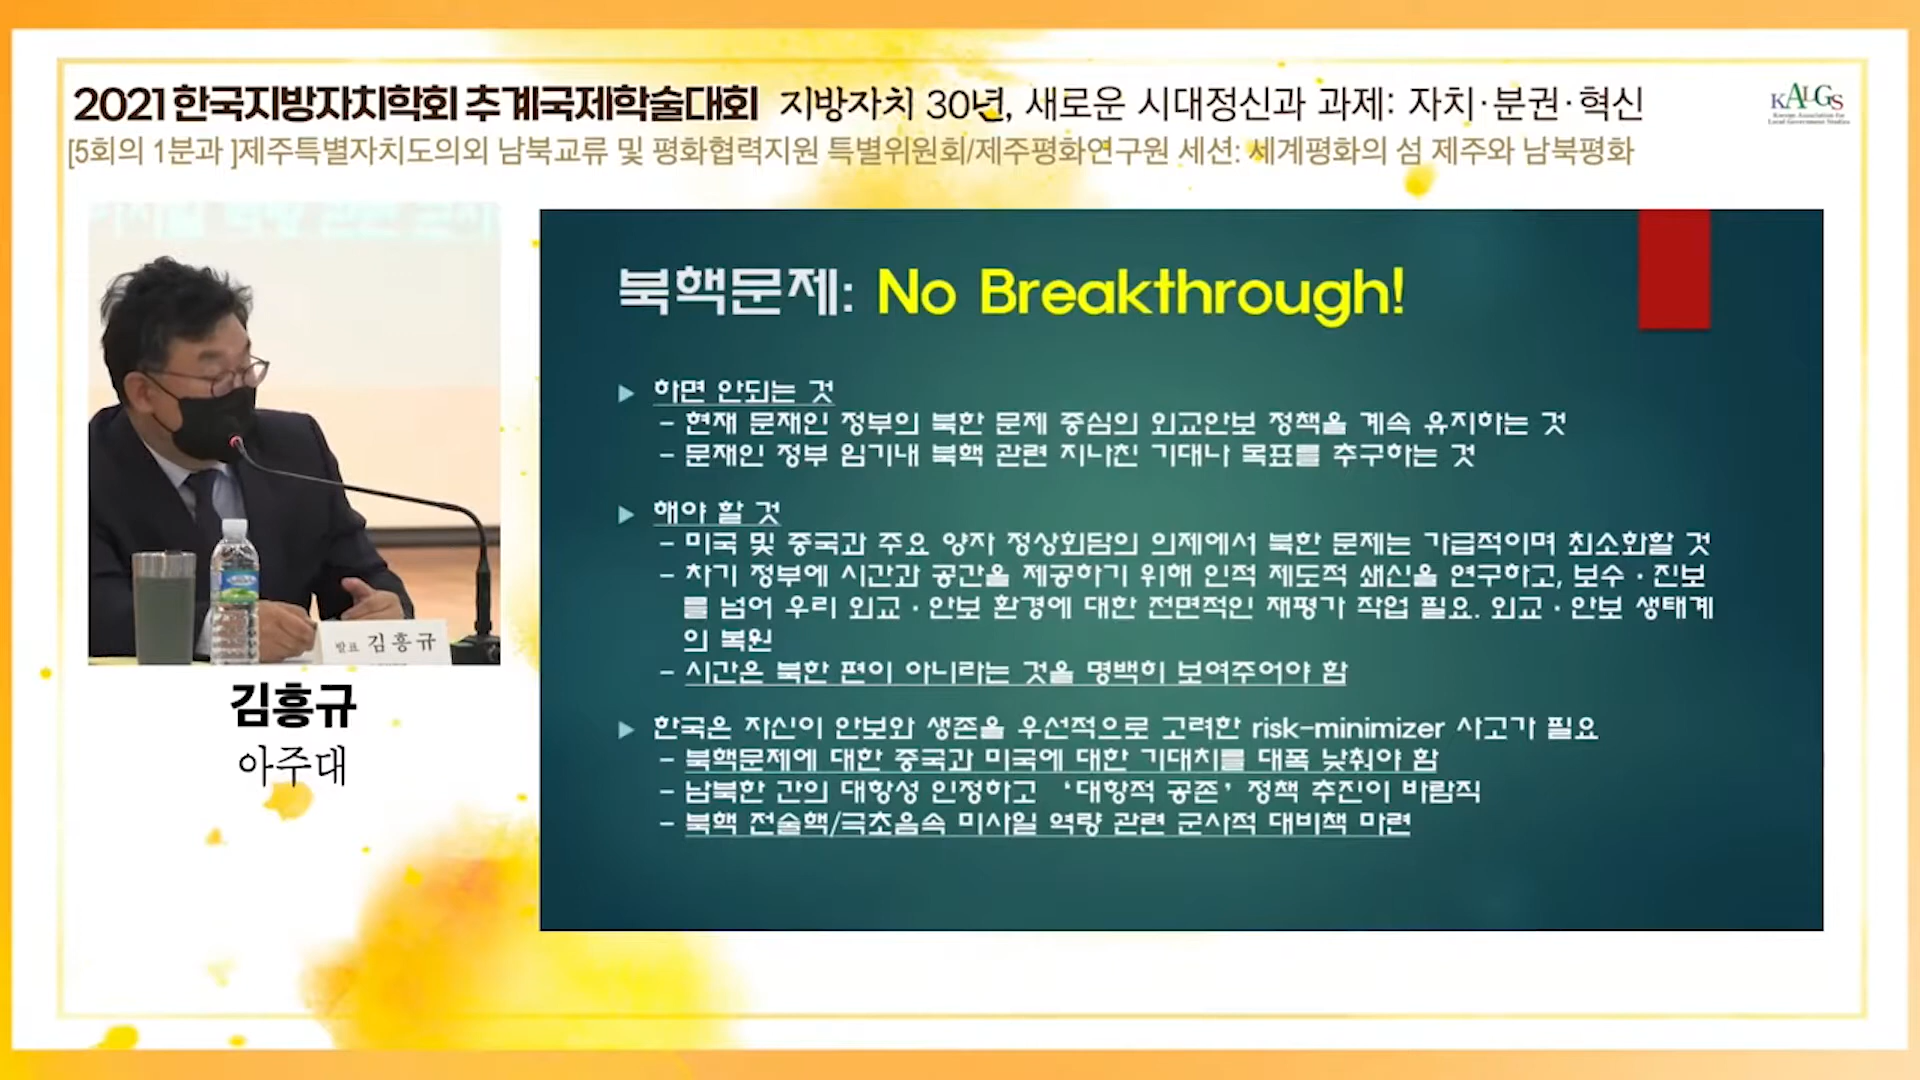 2021 한국지방자치학회 추계국제학술대회 지방자치 30년, 새로운 시대정신과 과제: 자치·분권·혁신
KALGS
Korean Association for
Local Government Studies
[5회의 1분과 ]제주특별자치도의외 남북교류 및 평화협력지원 특별위원회/제주평화연구원 세션: 세계평화의 섬 제주와 남북평화
발표 김흥규
김흥규
아주대
북핵문제: No Breakthrough!
▶ 하면 안되는 것
– 현재 문재인 정부의 북한 문제 중심의 외교안보 정책을 계속 유지하는 것
– 문재인 정부 임기내 북핵 관련 지나친 기대나 목표를 추구하는 것
▶ 해야 할 것
– 미국 및 중국과 주요 양자 정상회담의 의제에서 북한 문제는 가급적이며 최소화할 것
– 차기 정부에 시간과 공간을 제공하기 위해 인적 제도적 쇄신을 연구하고, 보수 · 진보
를 넘어 우리 외교 · 안보 환경에 대한 전면적인 재평가 작업 필요. 외교 · 안보 생태계
의 복원
– 시간은 북한 편이 아니라는 것을 명백히 보여주어야 함
▶ 한국은 자신이 안보와 생존을 우선적으로 고려한 risk-minimizer 사고가 필요
– 북핵문제에 대한 중국과 미국에 대한 기대치를 대폭 낮춰야 함
– 남북한 간의 대항성 인정하고 ‘대항적 공존’ 정책 추진이 바람직
– 북핵 전술핵/극초음속 미사일 역량 관련 군사적 대비책 마련